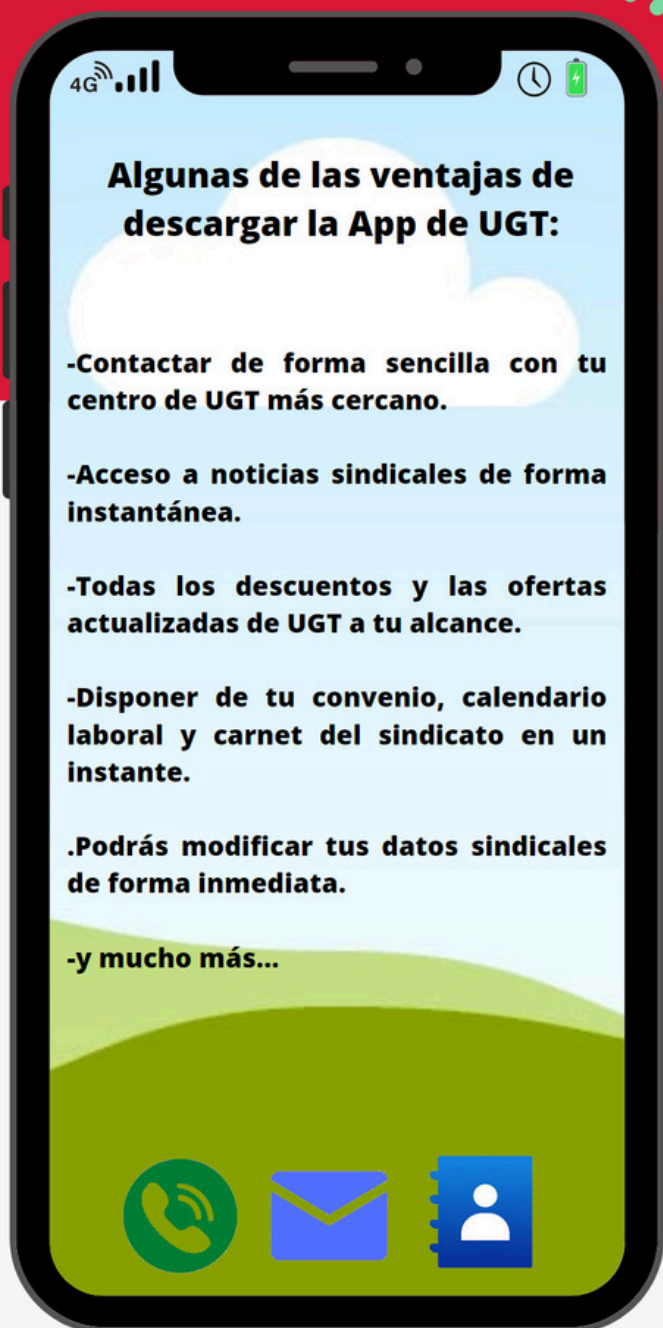 4G
Algunas de las ventajas de
descargar la App de UGT:
-Contactar de forma sencilla con tu
centro de UGT más cercano.
-Acceso a noticias sindicales de forma
instantánea.
-Todas los descuentos y las ofertas
actualizadas de UGT a tu alcance.
-Disponer de tu convenio, calendario
laboral y carnet del sindicato en un
instante.
.Podrás modificar tus datos sindicales
de forma inmediata.
-y mucho más...